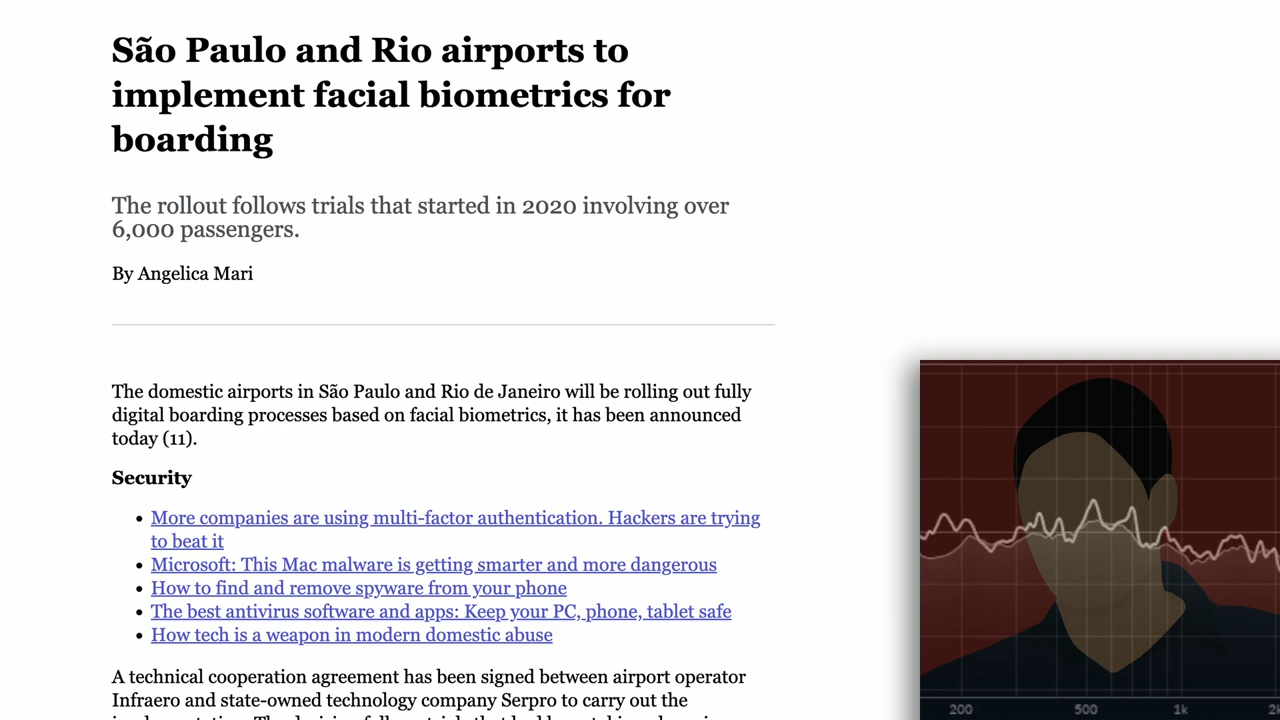 São Paulo and Rio airports to
implement facial biometrics for
boarding
The rollout follows trials that started in 2020 involving over
6,000 passengers.
By Angelica Mari
The domestic airports in São Paulo and Rio de Janeiro will be rolling out fully
digital boarding processes based on facial biometrics, it has been announced
today (11).
Security
• More companies are using multi-factor authentication. Hackers are trying
to beat it
• Microsoft: This Mac malware is getting smarter and more dangerous
• How to find and remove spyware from your phone
• The best antivirus software and apps: Keep your PC, phone, tablet safe
• How tech is a weapon in modern domestic abuse
A technical cooperation agreement has been signed between airport operator
Infraero and state-owned technology company Serpro to carry out the
200 500 1k